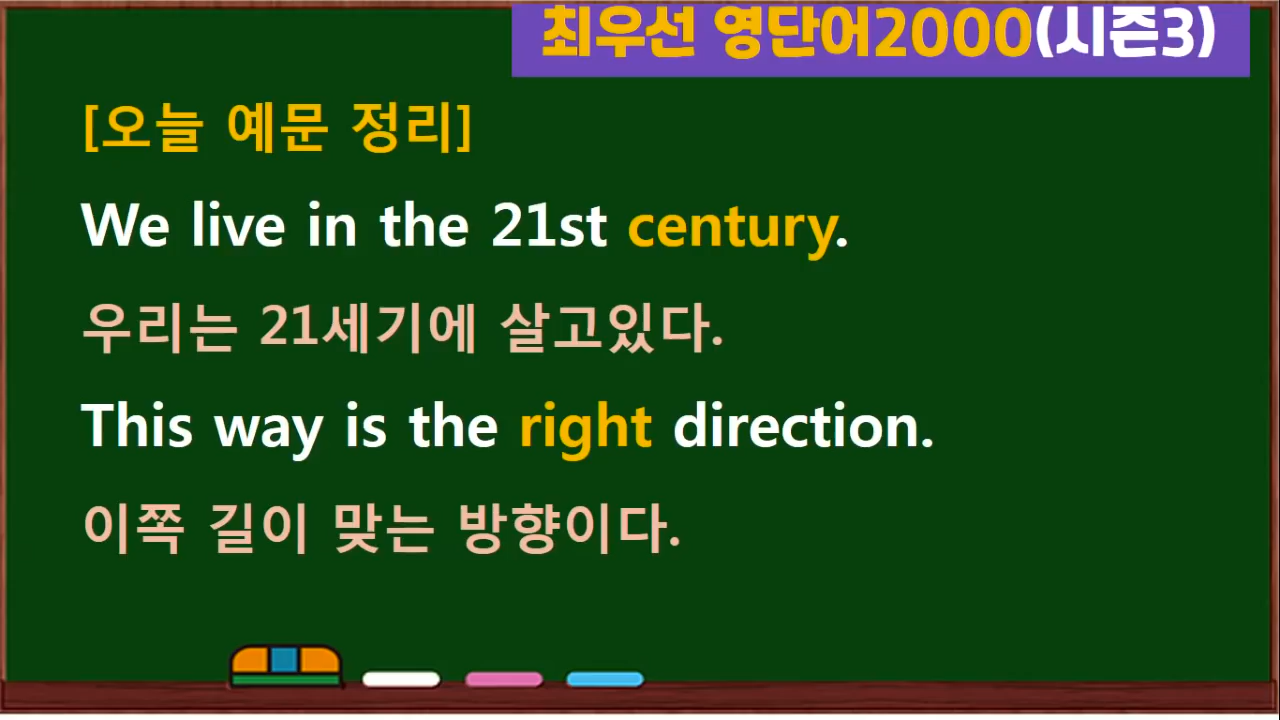 최우선 영단어2000(시즌3)
[오늘 예문 정리]
We live in the 21st century.
우리는 21세기에 살고있다.
This way is the right direction.
이쪽 길이 맞는 방향이다.